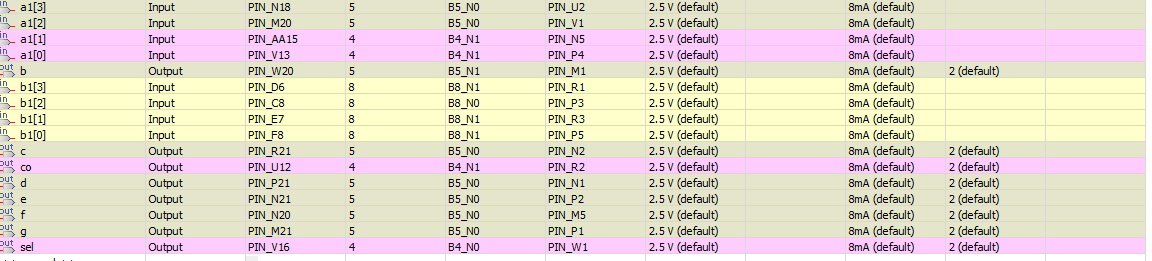 in a1[3] Input PIN_N18 5 B5_N0 PIN_U2 2.5 V (default) 8mA (default)
in a1[2] Input PIN_M20 5 B5_N0 PIN_V1 2.5 V (default) 8mA (default)
in a1[1] Input PIN_AA15 4 B4_N1 PIN_N5 2.5 V (default) 8mA (default)
in a1[0] Input PIN_V13 4 B4_N1 PIN_P4 2.5 V (default) 8mA (default)
out b Output PIN_W20 5 B5_N1 PIN_M1 2.5 V (default) 8mA (default) 2 (default)
in b1[3] Input PIN_D6 8 B8_N1 PIN_R1 2.5 V (default) 8mA (default)
in b1[2] Input PIN_C8 8 B8_N0 PIN_P3 2.5 V (default) 8mA (default)
in b1[1] Input PIN_E7 8 B8_N1 PIN_R3 2.5 V (default) 8mA (default)
in b1[0] Input PIN_F8 8 B8_N1 PIN_P5 2.5 V (default) 8mA (default)
out c Output PIN_R21 5 B5_N0 PIN_N2 2.5 V (default) 8mA (default) 2 (default)
out co Output PIN_U12 4 B4_N1 PIN_R2 2.5 V (default) 8mA (default) 2 (default)
out d Output PIN_P21 5 B5_N0 PIN_N1 2.5 V (default) 8mA (default) 2 (default)
out e Output PIN_N21 5 B5_N0 PIN_P2 2.5 V (default) 8mA (default) 2 (default)
out f Output PIN_N20 5 B5_N0 PIN_M5 2.5 V (default) 8mA (default) 2 (default)
out g Output PIN_M21 5 B5_N0 PIN_P1 2.5 V (default) 8mA (default) 2 (default)
out sel Output PIN_V16 4 B4_N0 PIN_W1 2.5 V (default) 8mA (default) 2 (default)